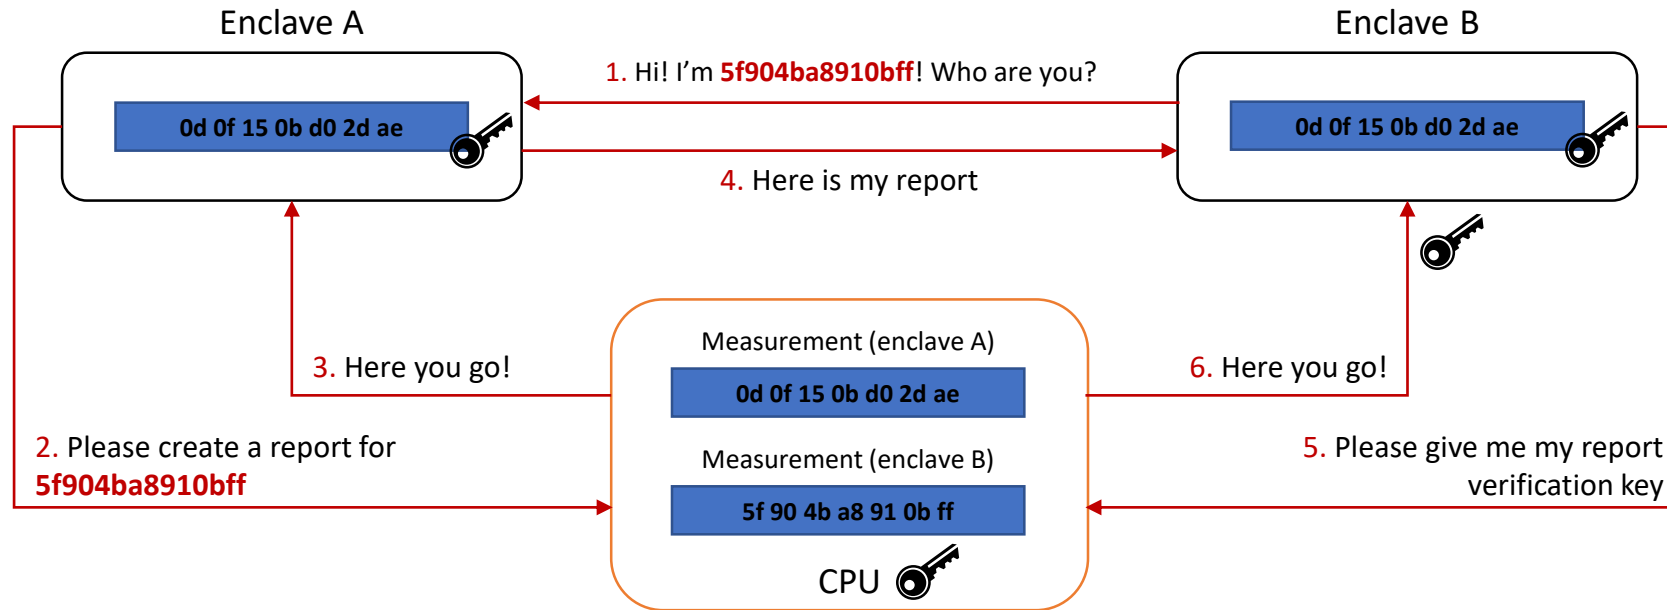 Enclave A
Enclave B
1. Hi! I'm 5f904ba8910bff! Who are you?
0d 0f 15 0b d0 2d ae
0d 0f 15 0b d0 2d ae
4. Here is my report
Measurement (enclave A)
3. Here you go!
6. Here you go!
0d 0f 15 0b d0 2d ae
2. Please create a report for
5f904ba8910bff
Measurement (enclave B)
5. Please give me my report
verification key
5f 90 4b a8 91 0b ff
CPU